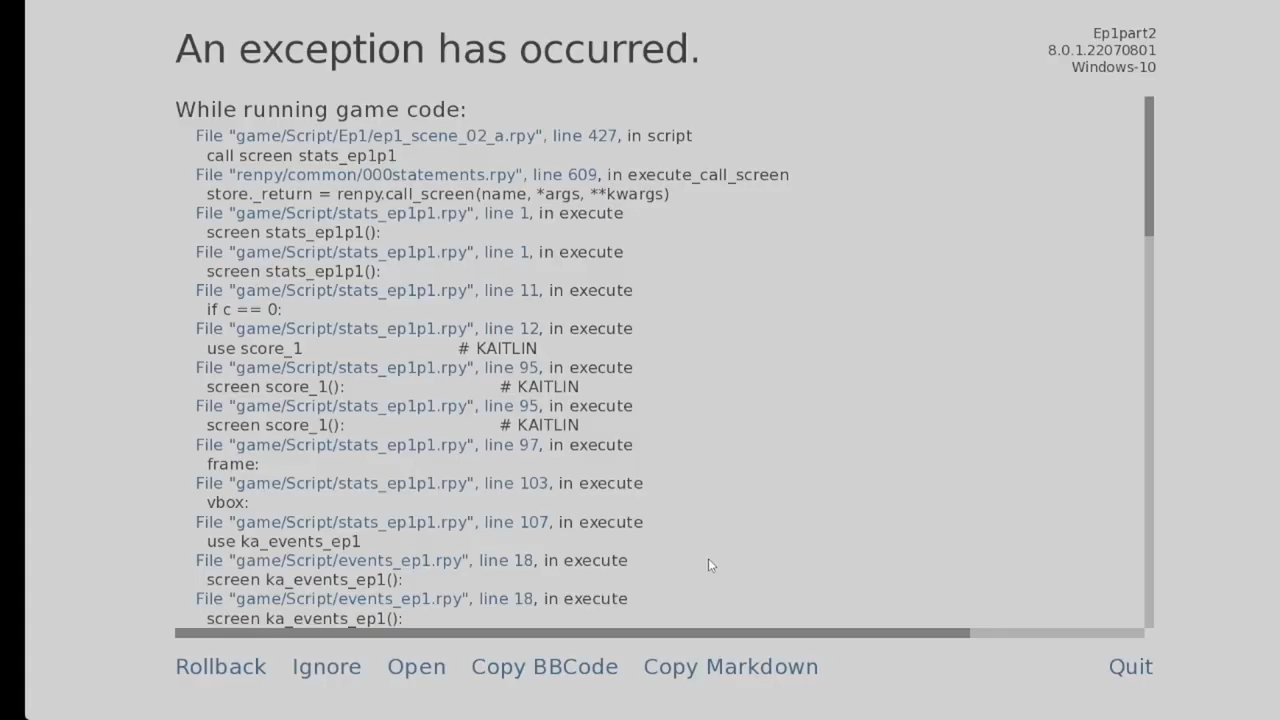 An exception has occurred.
Ep1part2
8.0.1.22070801
Windows-10
While running game code:
File "game/Script/Ep1/ep1_scene_02_a.rpy", line 427, in script
call screen stats_ep1p1
File "renpy/common/000statements.rpy", line 609, in execute_call_screen
store._return = renpy.call_screen(name, *args, **kwargs)
File "game/Script/stats_ep1p1.rpy", line 1, in execute
screen stats_ep1p1():
File "game/Script/stats_ep1p1.rpy", line 1, in execute
screen stats_ep1p1():
File "game/Script/stats_ep1p1.rpy", line 11, in execute
if c == 0:
File "game/Script/stats_ep1p1.rpy", line 12, in execute
use score_1 # KAITLIN
File "game/Script/stats_ep1p1.rpy", line 95, in execute
screen score_1(): # KAITLIN
File "game/Script/stats_ep1p1.rpy", line 95, in execute
screen score_1(): # KAITLIN
File "game/Script/stats_ep1p1.rpy", line 97, in execute
frame:
File "game/Script/stats_ep1p1.rpy", line 103, in execute
vbox:
File "game/Script/stats_ep1p1.rpy", line 107, in execute
use ka_events_ep1
File "game/Script/events_ep1.rpy", line 18, in execute
screen ka_events_ep1():
File "game/Script/events_ep1.rpy", line 18, in execute
screen ka_events_ep1():
Rollback Ignore Open Copy BBCode Copy Markdown Quit